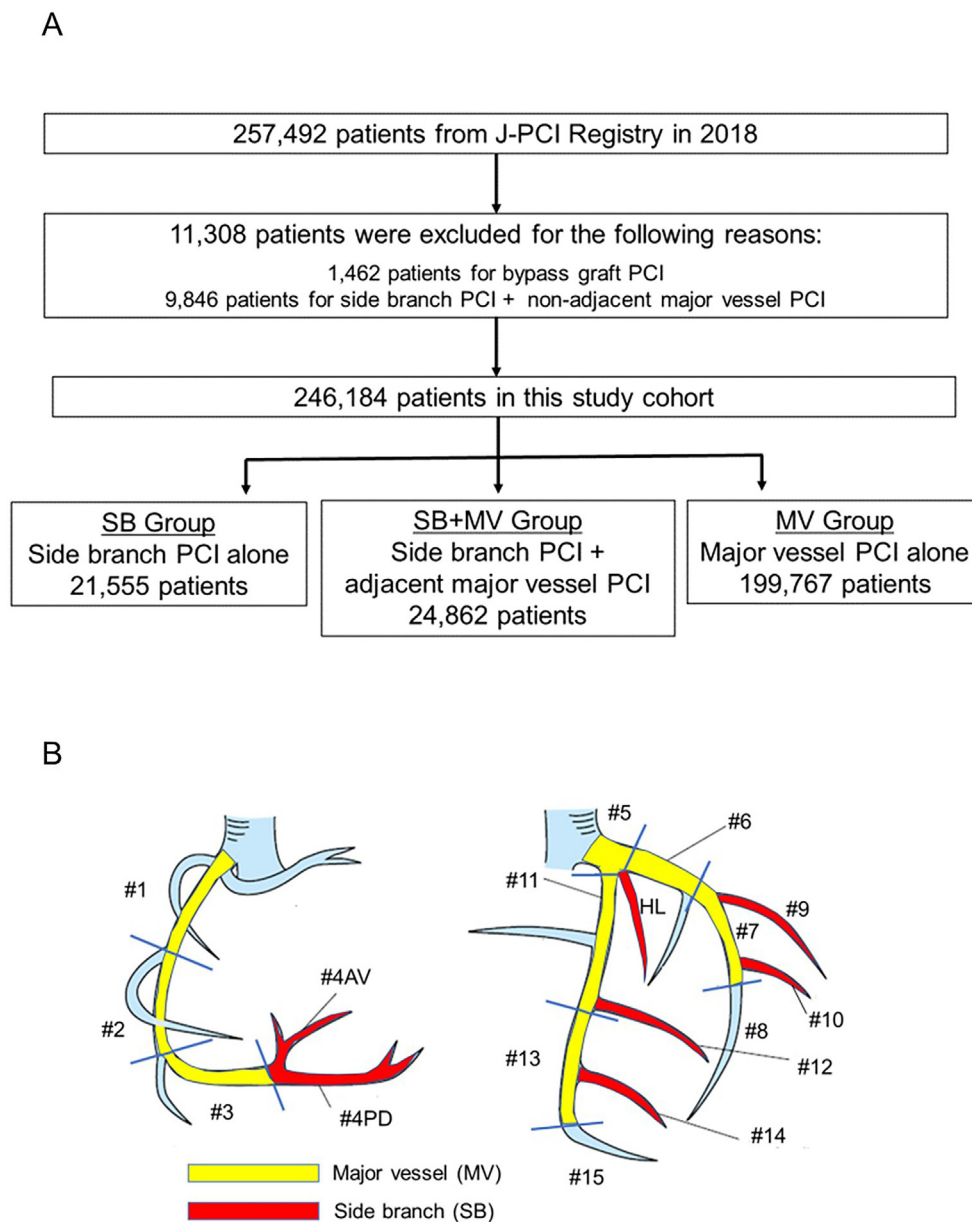 A
257,492 patients from J-PCI Registry in 2018
11,308 patients were excluded for the following reasons:
1,462 patients for bypass graft PCI
9,846 patients for side branch PCI + non-adjacent major vessel PCI
246,184 patients in this study cohort
SB Group
Side branch PCI alone
21,555 patients
SB+MV Group
Side branch PCI +
adjacent major vessel PCI
24,862 patients
MV Group
Major vessel PCI alone
199,767 patients
B
#1
#2
#3
#4AV
#4PD
#5
#6
#11
HL
#9
#7
#10
#8
#12
#13
#14
#15
Major vessel (MV)
Side branch (SB)